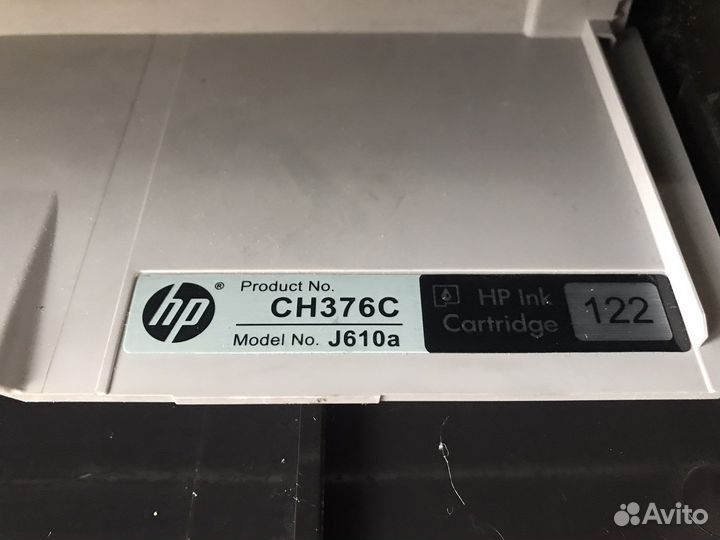 hp®
Product No.
CH376C
Model No. J610a
HP Ink
Cartridge
122
Avito